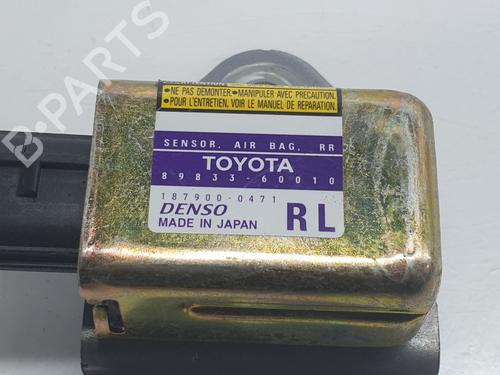 •NE PAS DEMONTER.•MANIPULER AVEC PRECAUTION.
•POUR L'ENTRETIEN, VOIR LE MANUEL DE REPARATION.
SENSOR, AIR BAG, RR
TOYOTA
89833-60010
187900-0471
DENSO
MADE IN JAPAN
RL